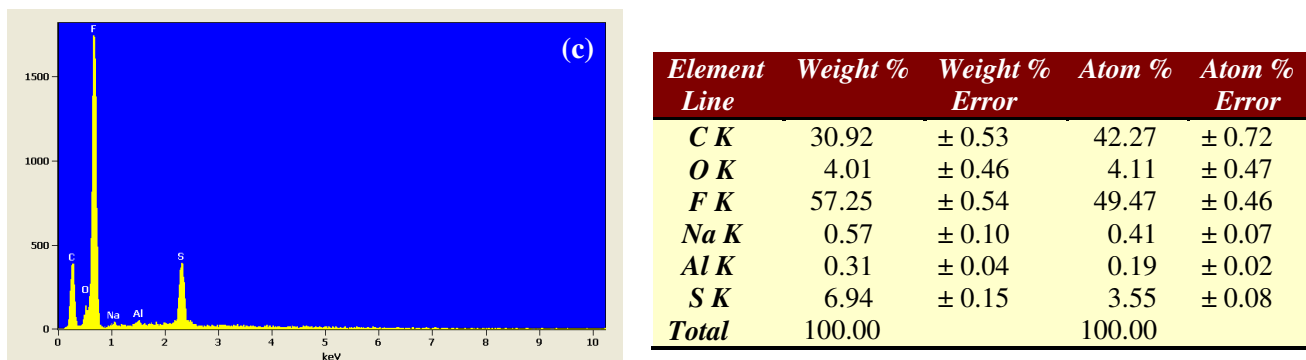 F
(c)
1500
1000
500
0
C
O
Na
Al
S
0 1 2 3 4 5 6 7 8 9 10
keV
Element Weight % Weight % Atom % Atom %
Line Error Error
C K 30.92 ± 0.53 42.27 ± 0.72
O K 4.01 ± 0.46 4.11 ± 0.47
F K 57.25 ± 0.54 49.47 ± 0.46
Na K 0.57 ± 0.10 0.41 ± 0.07
Al K 0.31 ± 0.04 0.19 ± 0.02
S K 6.94 ± 0.15 3.55 ± 0.08
Total 100.00 100.00